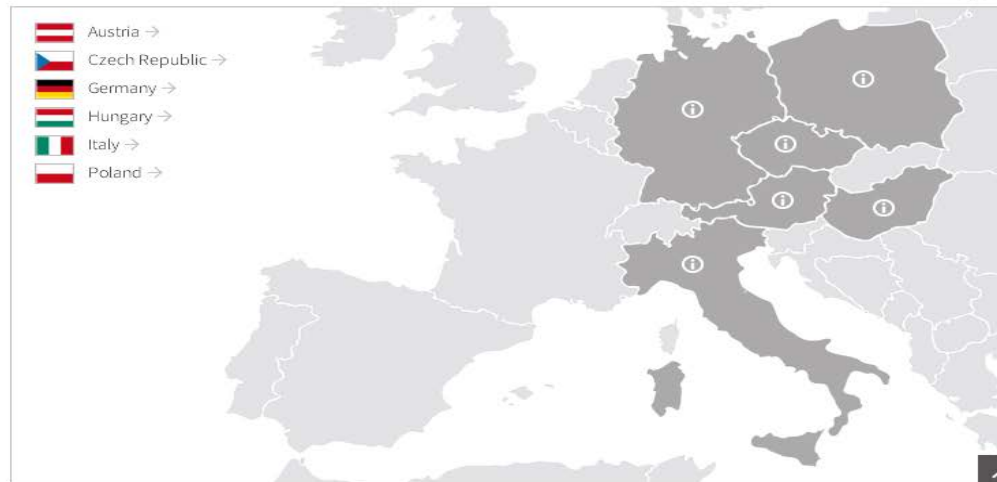 Austria →
Czech Republic →
Germany →
Hungary →
Italy →
Poland →